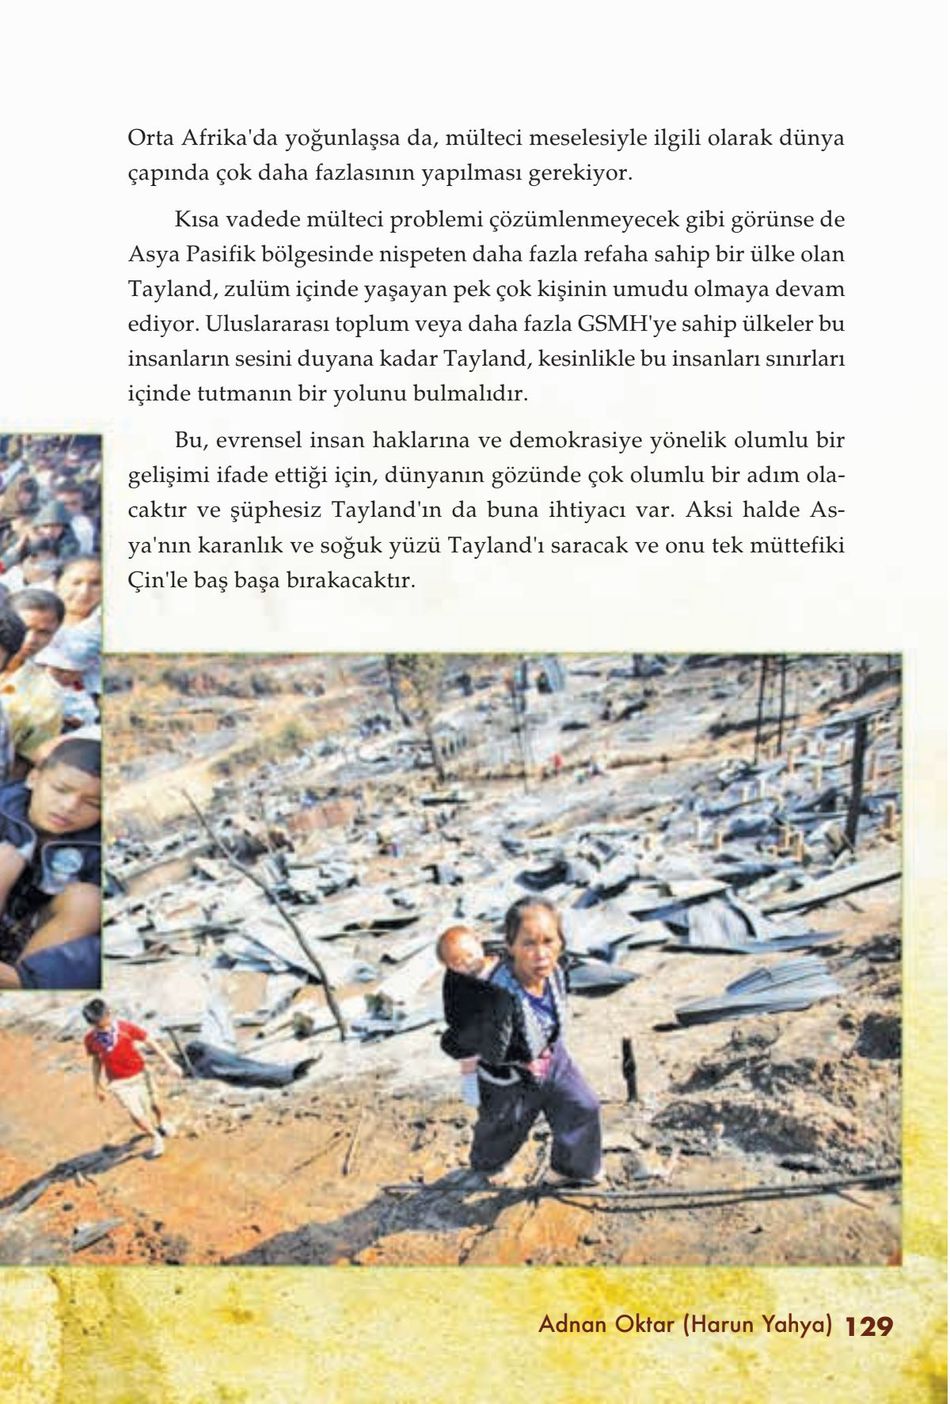 Orta Afrika'da yoğunlaşsa da, mülteci meselesiyle ilgili olarak dünya
çapında çok daha fazlasının yapılması gerekiyor.
Kısa vadede mülteci problemi çözümlenmeyecek gibi görünse de
Asya Pasifik bölgesinde nispeten daha fazla refaha sahip bir ülke olan
Tayland, zulüm içinde yaşayan pek çok kişinin umudu olmaya devam
ediyor. Uluslararası toplum veya daha fazla GSMH'ye sahip ülkeler bu
insanların sesini duyana kadar Tayland, kesinlikle bu insanları sınırları
içinde tutmanın bir yolunu bulmalıdır.
Bu, evrensel insan haklarına ve demokrasiye yönelik olumlu bir
gelişimi ifade ettiği için, dünyanın gözünde çok olumlu bir adım ola-
caktır ve şüphesiz Tayland'ın da buna ihtiyacı var. Aksi halde As-
ya'nın karanlık ve soğuk yüzü Tayland'ı saracak ve onu tek müttefiki
Çin'le baş başa bırakacaktır.
Adnan Oktar (Harun Yahya) 129